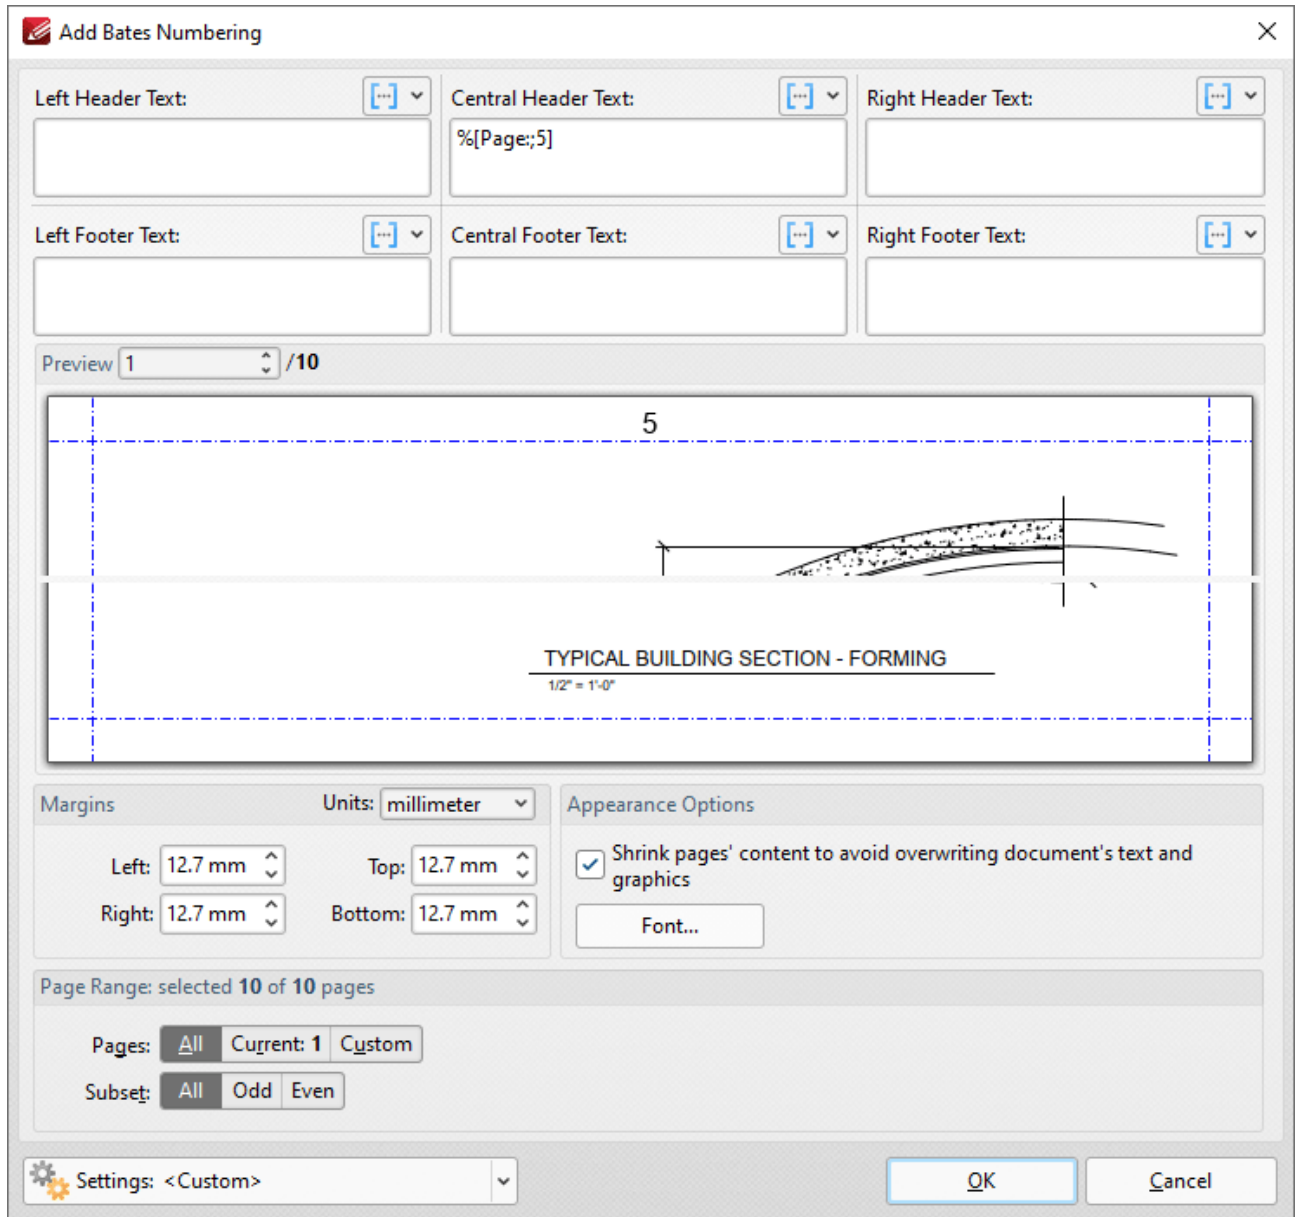 Add Bates Numbering
Left Header Text:
Central Header Text:
Right Header Text:
%[Page:;5]
Left Footer Text:
Central Footer Text:
Right Footer Text:
Preview 1 /10
5
TYPICAL BUILDING SECTION - FORMING
1/2" = 1'-0"
Margins
Units: millimeter
Left: 12.7 mm
Top: 12.7 mm
Right: 12.7 mm
Bottom: 12.7 mm
Appearance Options
Shrink pages' content to avoid overwriting document's text and
graphics
Font...
Page Range: selected 10 of 10 pages
Pages: All Current: 1 Custom
Subset: All Odd Even
Settings: <Custom>
OK
Cancel